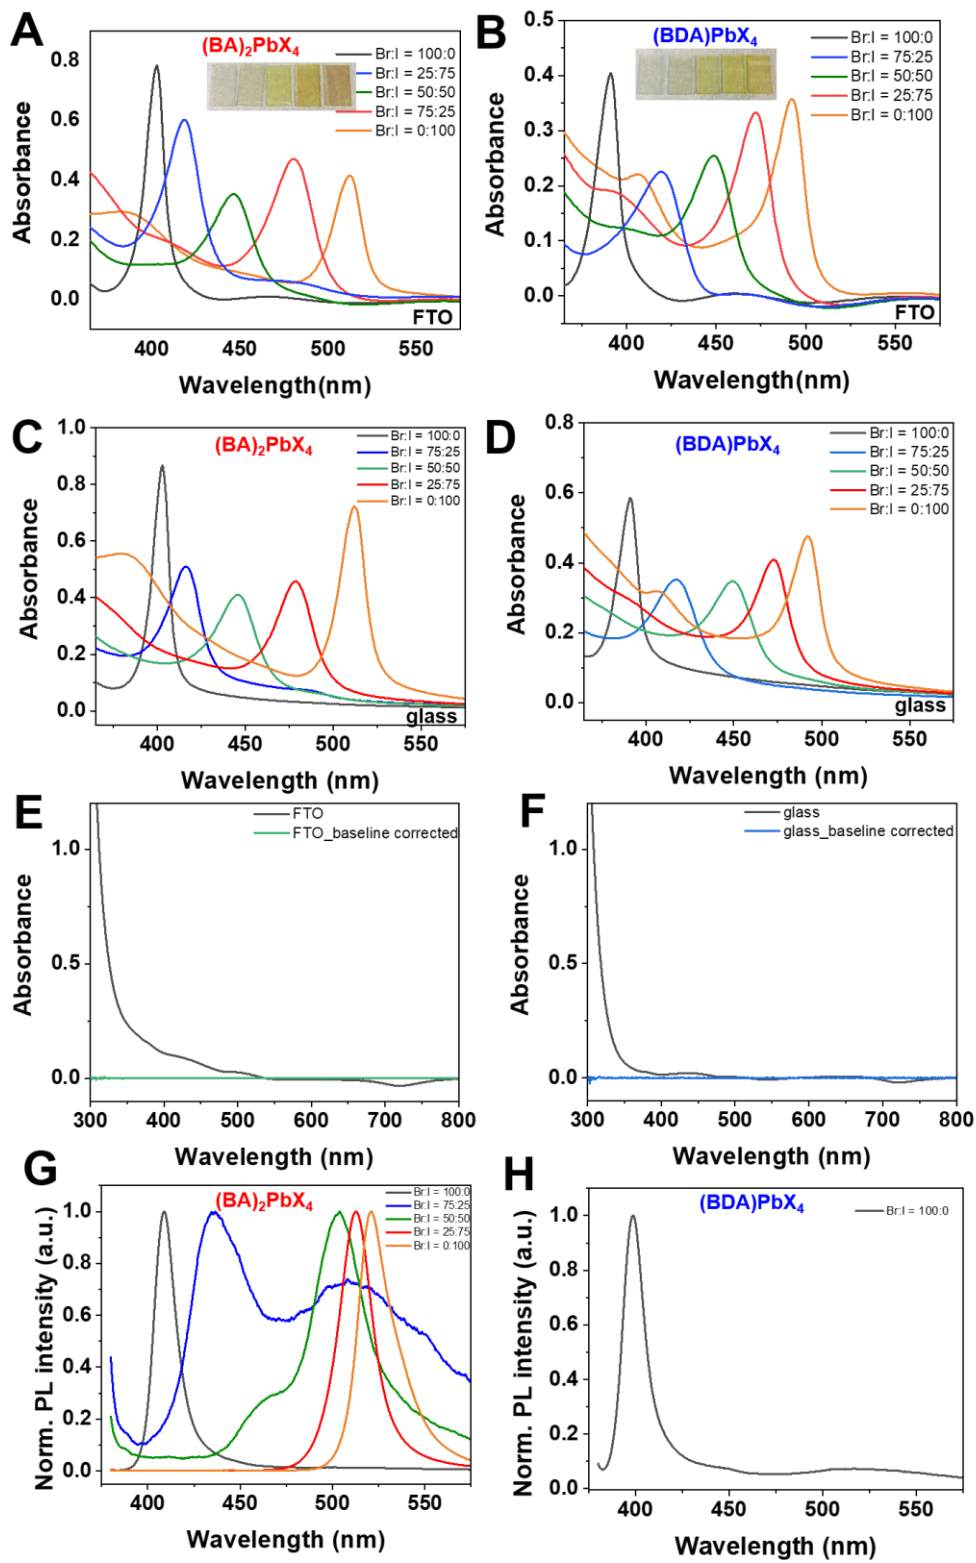 A
(BA)₂PbX₄
Br:I = 100:0
Br:I = 25:75
Br:I = 50:50
Br:I = 75:25
Br:I = 0:100
0.8
0.6
0.4
0.2
0.0
Absorbance
FTO
400 450 500 550
Wavelength(nm)
B
(BDA)PbX₄
Br:I = 100:0
Br:I = 75:25
Br:I = 50:50
Br:I = 25:75
Br:I = 0:100
0.5
0.4
0.3
0.2
0.1
0.0
Absorbance
FTO
400 450 500 550
Wavelength(nm)
C
(BA)₂PbX₄
Br:I = 100:0
Br:I = 75:25
Br:I = 50:50
Br:I = 25:75
Br:I = 0:100
1.0
0.8
0.6
0.4
0.2
0.0
Absorbance
glass
400 450 500 550
Wavelength (nm)
D
(BDA)PbX₄
Br:I = 100:0
Br:I = 75:25
Br:I = 50:50
Br:I = 25:75
Br:I = 0:100
0.8
0.6
0.4
0.2
0.0
Absorbance
glass
400 450 500 550
Wavelength (nm)
E
FTO
FTO_baseline corrected
1.0
0.5
0.0
Absorbance
300 400 500 600 700 800
Wavelength (nm)
F
glass
glass_baseline corrected
1.0
0.5
0.0
Absorbance
300 400 500 600 700 800
Wavelength (nm)
G
(BA)₂PbX₄
Br:I = 100:0
Br:I = 75:25
Br:I = 50:50
Br:I = 25:75
Br:I = 0:100
1.0
0.8
0.6
0.4
0.2
0.0
Norm. PL intensity (a.u.)
400 450 500 550
Wavelength (nm)
H
(BDA)PbX₄
Br:I = 100:0
1.0
0.8
0.6
0.4
0.2
0.0
Norm. PL intensity (a.u.)
400 450 500 550
Wavelength (nm)